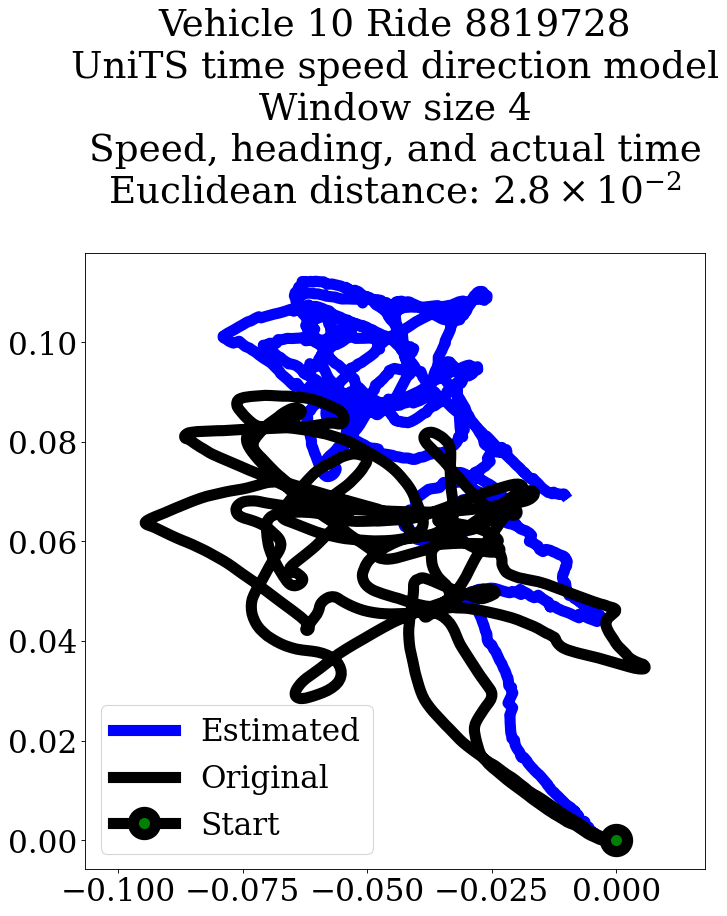 Vehicle 10 Ride 8819728
UniTS time speed direction model
Window size 4
Speed, heading, and actual time
Euclidean distance: 2.8 × 10⁻²
0.10
0.08
0.06
0.04
0.02
0.00
Estimated
Original
Start
−0.100 −0.075 −0.050 −0.025 0.000